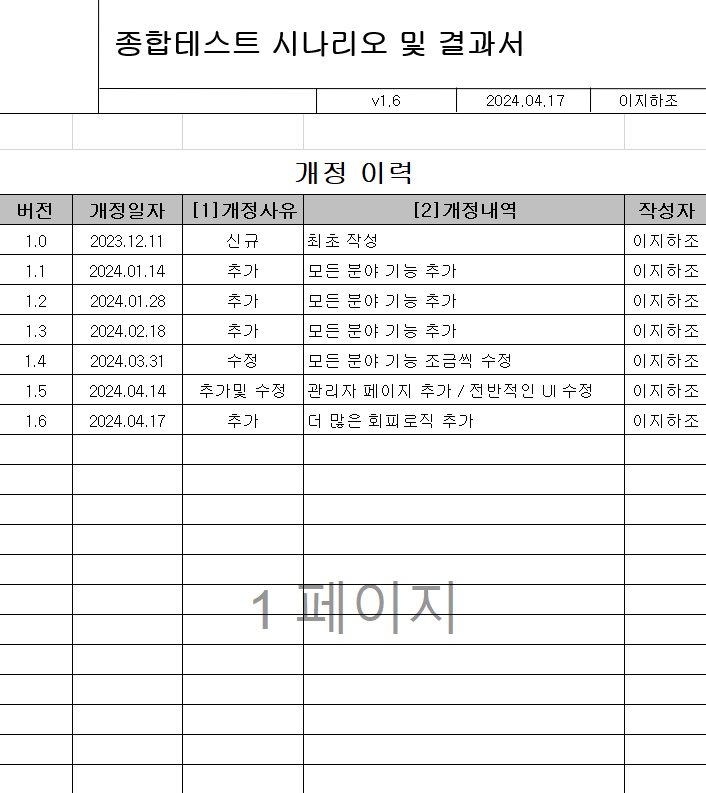 종합테스트 시나리오 및 결과서
v1.6 2024.04.17 이지하조
개정 이력
버전 개정일자 [1]개정사유 [2]개정내역 작성자
1.0 2023.12.11 신규 최초 작성 이지하조
1.1 2024.01.14 추가 모든 분야 기능 추가 이지하조
1.2 2024.01.28 추가 모든 분야 기능 추가 이지하조
1.3 2024.02.18 추가 모든 분야 기능 추가 이지하조
1.4 2024.03.31 수정 모든 분야 기능 조금씩 수정 이지하조
1.5 2024.04.14 추가및 수정 관리자 페이지 추가 / 전반적인 UI 수정 이지하조
1.6 2024.04.17 추가 더 많은 회피로직 추가 이지하조
1 페이지